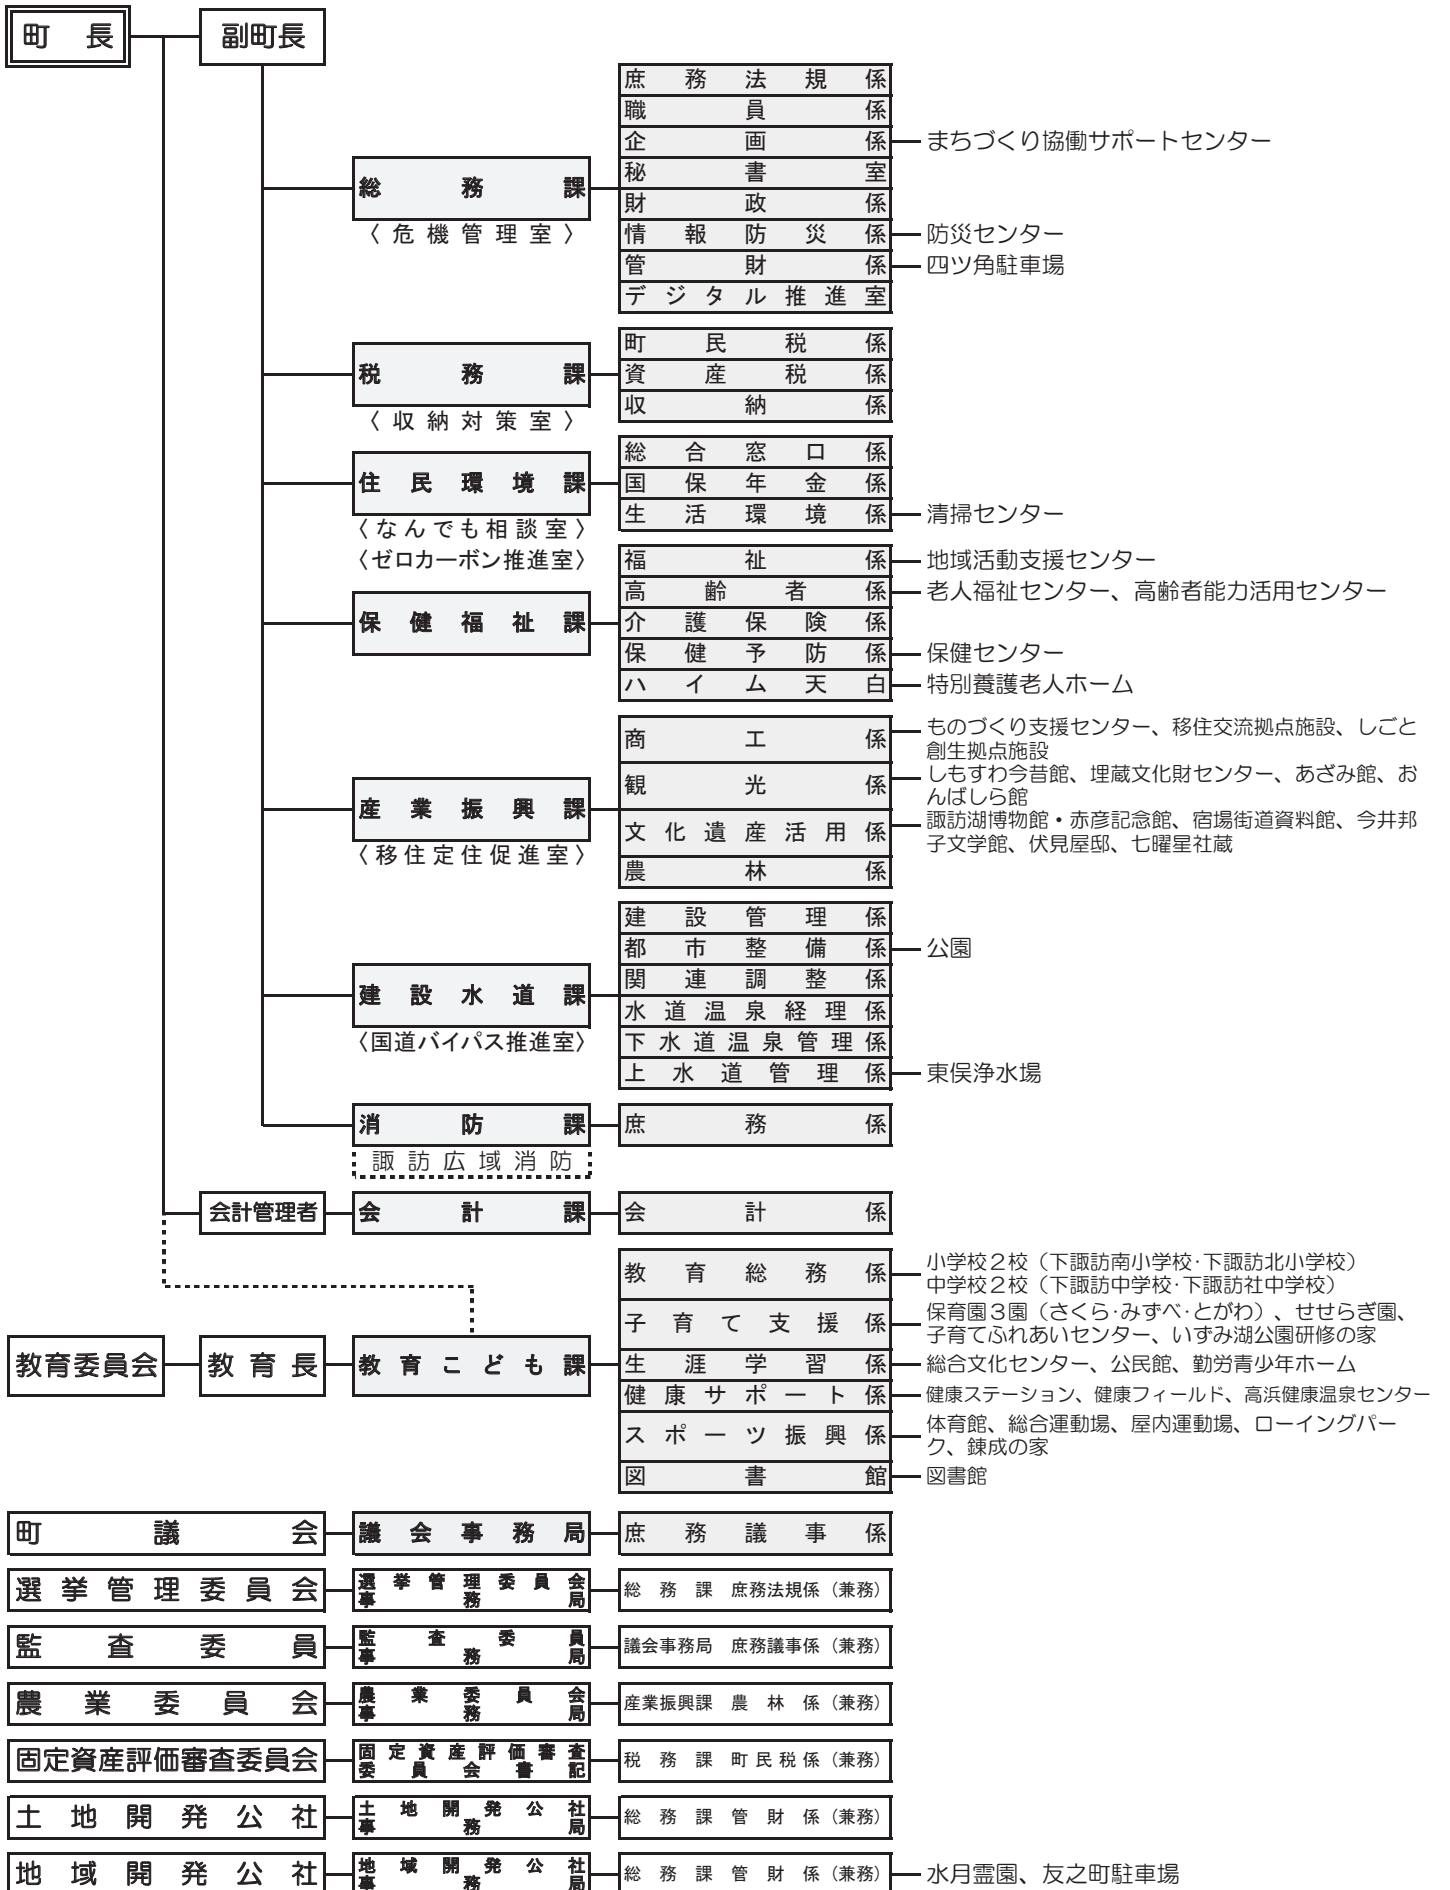 町長
副町長
総務課
〈危機管理室〉
庶務法規係
職員係
企画係
まちづくり協働サポートセンター
秘書室
財政係
情報防災係
防災センター
管財係
四ツ角駐車場
デジタル推進室
税務課
〈収納対策室〉
町民税係
資産税係
収納係
住民環境課
〈なんでも相談室〉
〈ゼロカーボン推進室〉
総合窓口係
国保年金係
生活環境係
清掃センター
保健福祉課
福祉係
地域活動支援センター
高齢者係
老人福祉センター、高齢者能力活用センター
介護保険係
保健予防係
保健センター
ハイム天白
特別養護老人ホーム
産業振興課
〈移住定住促進室〉
商工係
ものづくり支援センター、移住交流拠点施設、しごと
創生拠点施設
観光係
しもすわ今昔館、埋蔵文化財センター、あざみ館、お
んばしら館
文化遺産活用係
諏訪湖博物館・赤彦記念館、宿場街道資料館、今井邦
子文学館、伏見屋邸、七曜星社蔵
農林係
建設水道課
〈国道バイパス推進室〉
建設管理係
都市整備係
公園
関連調整係
水道温泉経理係
下水道温泉管理係
上水道管理係
東俣浄水場
消防課
諏訪広域消防
庶務係
会計管理者
会計課
会計係
教育委員会
教育長
教育こども課
教育総務係
小学校２校（下諏訪南小学校･下諏訪北小学校）
中学校２校（下諏訪中学校･下諏訪社中学校）
子育て支援係
保育園３園（さくら･みずべ･とがわ）、せせらぎ園、
子育てふれあいセンター、いずみ湖公園研修の家
生涯学習係
総合文化センター、公民館、勤労青少年ホーム
健康サポート係
健康ステーション、健康フィールド、高浜健康温泉センター
スポーツ振興係
体育館、総合運動場、屋内運動場、ローイングパー
ク、錬成の家
図書館
図書館
町議会
議会事務局
庶務議事係
選挙管理委員会
選挙管理委員会
事務局
総務課 庶務法規係（兼務）
監査委員
監査委員
事務局
議会事務局 庶務議事係（兼務）
農業委員会
農業委員会
事務局
産業振興課 農林係（兼務）
固定資産評価審査委員会
固定資産評価審査
委員会書記
税務課 町民税係（兼務）
土地開発公社
土地開発公社
事務局
総務課 管財係（兼務）
地域開発公社
地域開発公社
事務局
総務課 管財係（兼務）
水月霊園、友之町駐車場